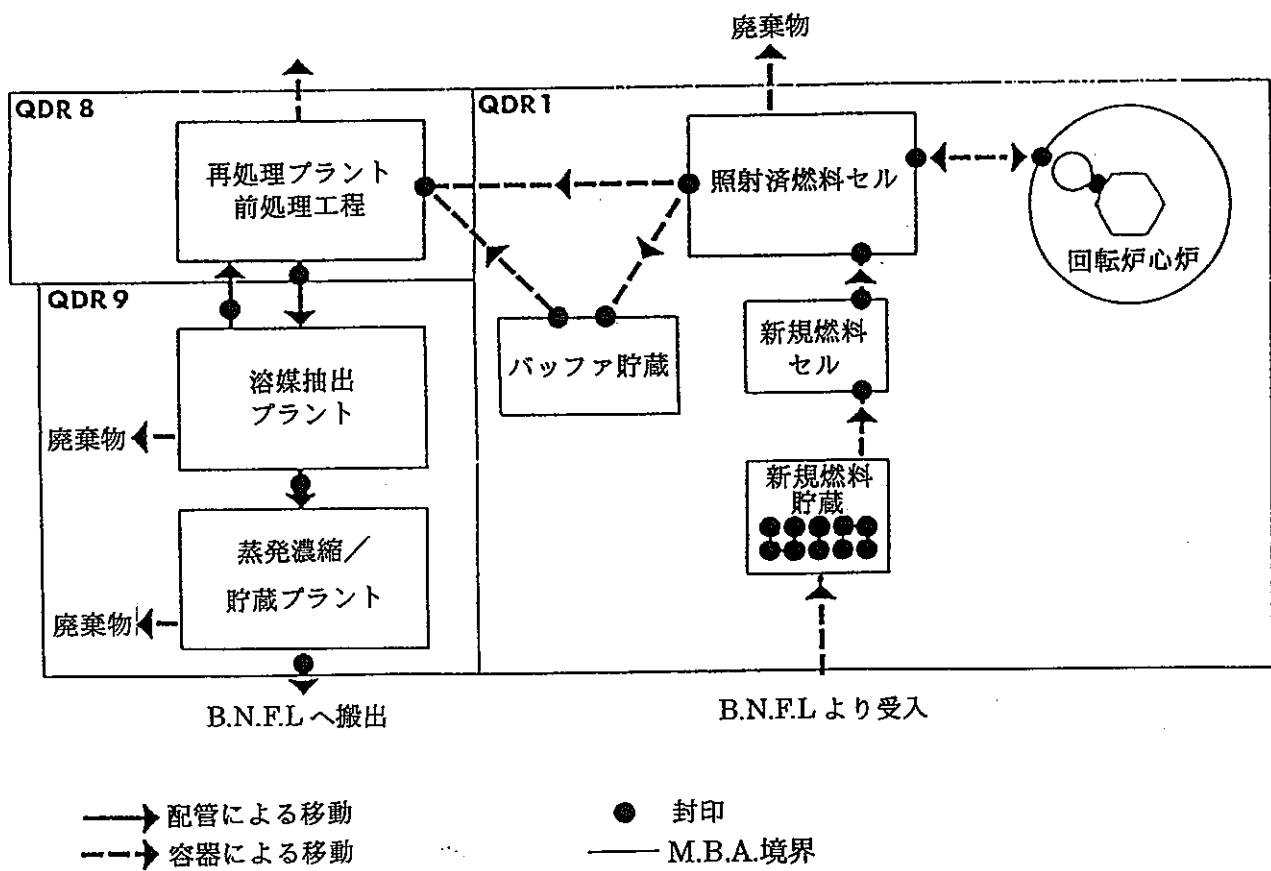 廃棄物
QDR 8
QDR 1
再処理プラント
前処理工程
照射済燃料セル
回転炉心炉
QDR 9
バッファ貯蔵
新規燃料
セル
溶媒抽出
プラント
廃棄物
新規燃料
貯蔵
蒸発濃縮/
貯蔵プラント
廃棄物
B.N.F.L へ搬出
B.N.F.L より受入
配管による移動
封印
容器による移動
M.B.A.境界